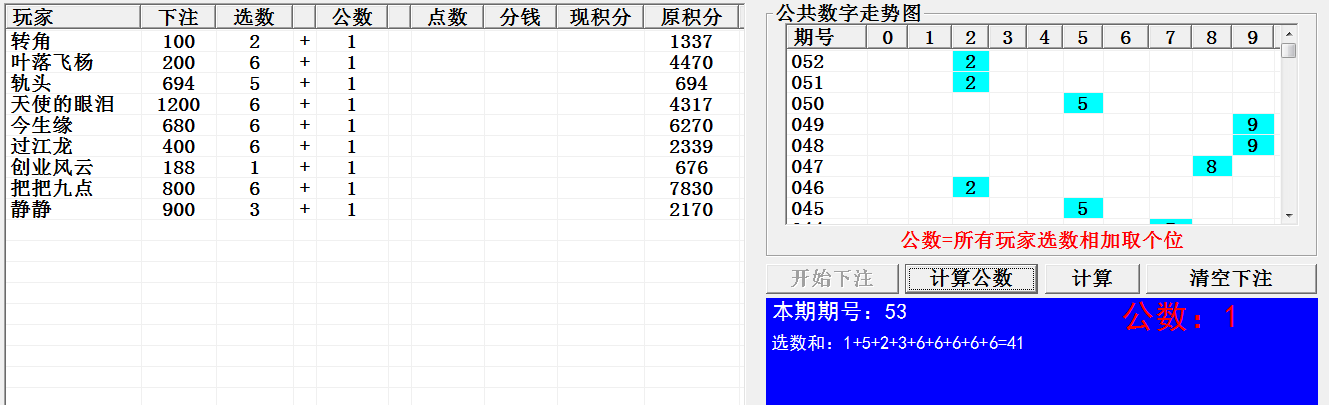 玩家 下注 选数 公数 点数 分钱 现积分 原积分
转角 100 2 + 1 1337
叶落飞杨 200 6 + 1 4470
轨头 694 5 + 1 694
天使的眼泪 1200 6 + 1 4317
今生缘 680 6 + 1 6270
过江龙 400 6 + 1 2339
创业风云 188 1 + 1 676
把把九点 800 6 + 1 7830
静静 900 3 + 1 2170
公共数字走势图
期号 0 1 2 3 4 5 6 7 8 9
052 2
051 2
050 5
049 9
048 9
047 8
046 2
045 5
公数=所有玩家选数相加取个位
开始下注 计算公数 计算 清空下注
本期期号：53 公数：1
选数和：1+5+2+3+6+6+6+6+6=41